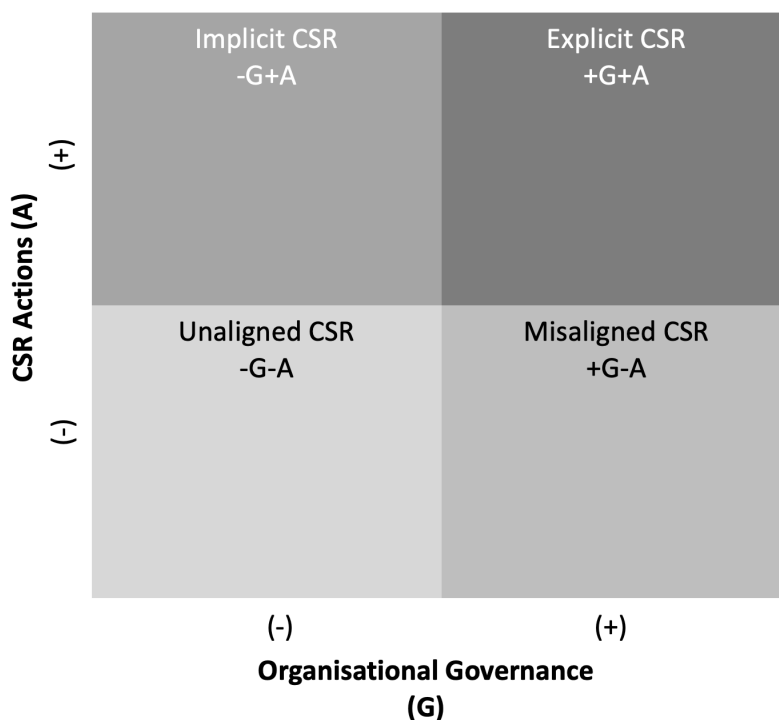 Implicit CSR
-G+A
Explicit CSR
+G+A
(+)
CSR Actions (A)
Unaligned CSR
-G-A
Misaligned CSR
+G-A
(-)
(-)
(+)
Organisational Governance
(G)